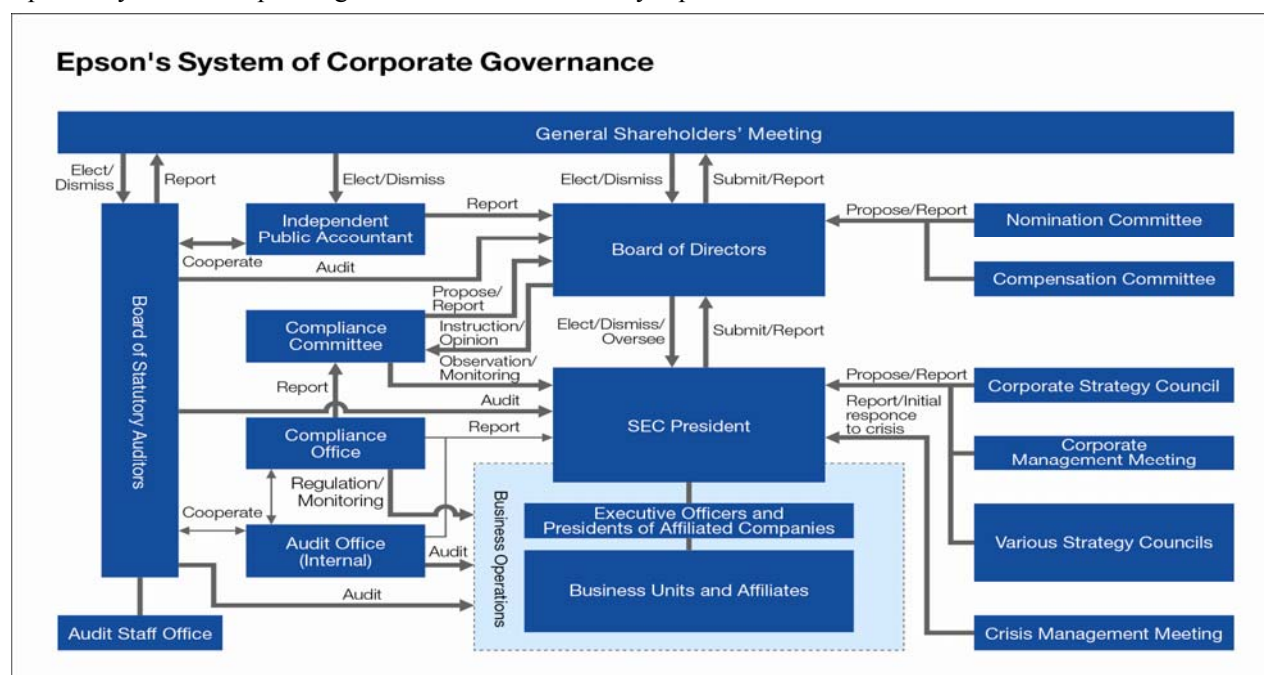 Epson's System of Corporate Governance
General Shareholders' Meeting
Elect/
Dismiss
Report
Elect/Dismiss
Elect/Dismiss
Submit/Report
Independent
Public Accountant
Report
Board of Directors
Propose/Report
Nomination Committee
Cooperate
Audit
Compensation Committee
Board of Statutory Auditors
Propose/
Report
Compliance
Committee
Instruction/
Opinion
Elect/Dismiss/
Oversee
Submit/Report
Observation/
Monitoring
Report
Audit
SEC President
Propose/Report
Corporate Strategy Council
Report/Initial
responce
to crisis
Compliance
Office
Report
Corporate
Management Meeting
Regulation/
Monitoring
Business Operations
Executive Officers and
Presidents of Affiliated Companies
Cooperate
Audit Office
(Internal)
Audit
Various Strategy Councils
Business Units and Affiliates
Audit
Audit Staff Office
Crisis Management Meeting